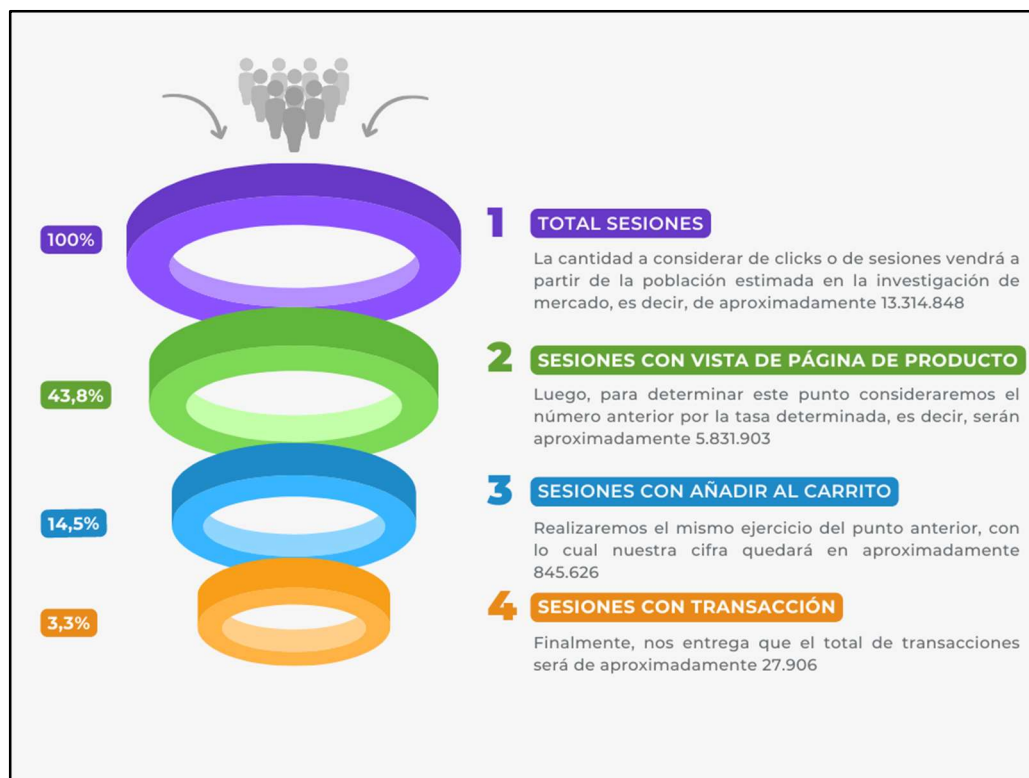 100%
1 TOTAL SESIONES
La cantidad a considerar de clicks o de sesiones vendrá a
partir de la población estimada en la investigación de
mercado, es decir, de aproximadamente 13.314.848
43,8%
2 SESIONES CON VISTA DE PÁGINA DE PRODUCTO
Luego, para determinar este punto consideraremos el
número anterior por la tasa determinada, es decir, serán
aproximadamente 5.831.903
14,5%
3 SESIONES CON AÑADIR AL CARRITO
Realizaremos el mismo ejercicio del punto anterior, con
lo cual nuestra cifra quedará en aproximadamente
845.626
3,3%
4 SESIONES CON TRANSACCIÓN
Finalmente, nos entrega que el total de transacciones
será de aproximadamente 27.906